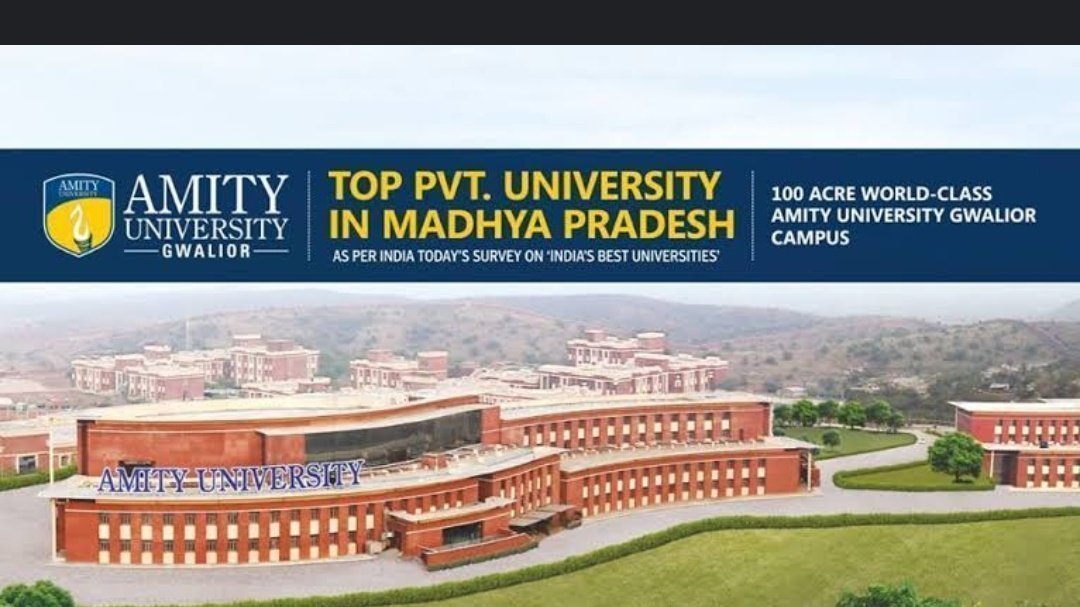 AMITY
UNIVERSITY
AMITY
UNIVERSITY
GWALIOR
TOP PVT. UNIVERSITY
IN MADHYA PRADESH
AS PER INDIA TODAY'S SURVEY ON 'INDIA'S BEST UNIVERSITIES'
100 ACRE WORLD-CLASS
AMITY UNIVERSITY GWALIOR
CAMPUS
AMITY UNIVERSITY